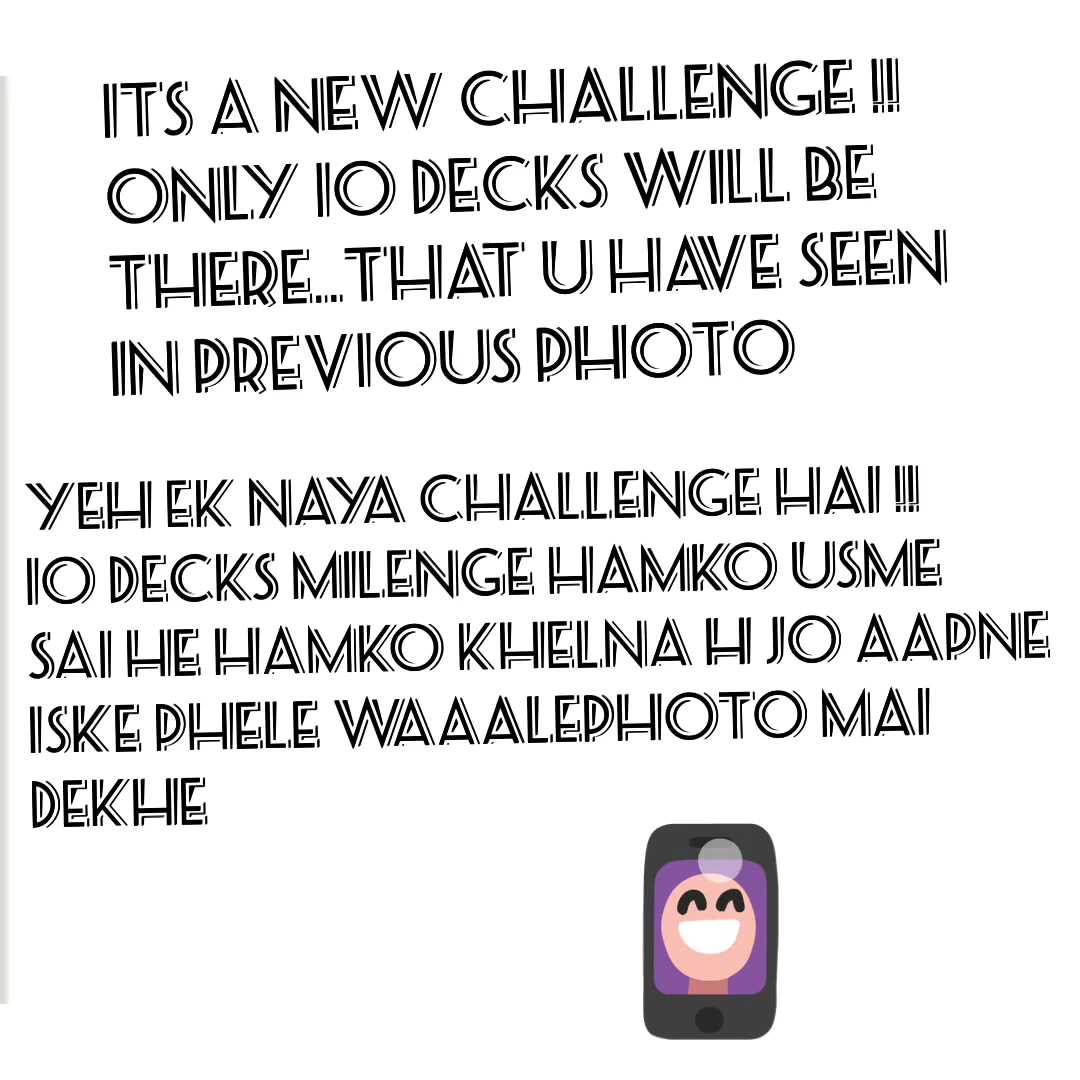 ITS A NEW CHALLENGE !!
ONLY 10 DECKS WILL BE
THERE...THAT U HAVE SEEN
IN PREVIOUS PHOTO
YEH EK NAYA CHALLENGE HAI !!!
10 DECKS MILENGE HAMKO USME
SAI HE HAMKO KHELNA H JO AAPNE
ISKE PHELE WAAALEPHOTO MAI
DEKHE